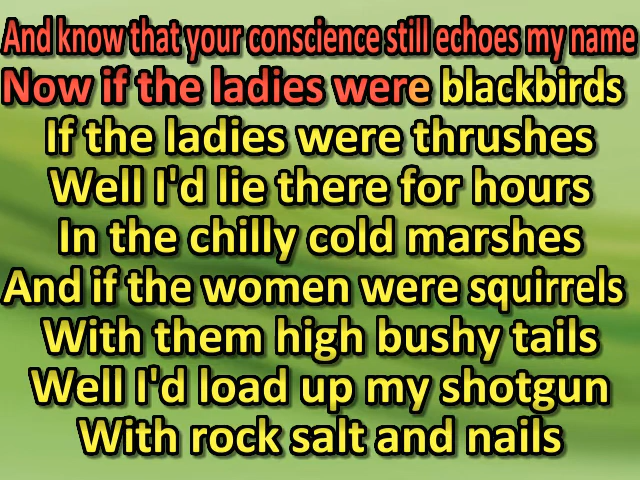 And know that your conscience still echoes my name
Now if the ladies were blackbirds
If the ladies were thrushes
Well I'd lie there for hours
In the chilly cold marshes
And if the women were squirrels
With them high bushy tails
Well I'd load up my shotgun
With rock salt and nails